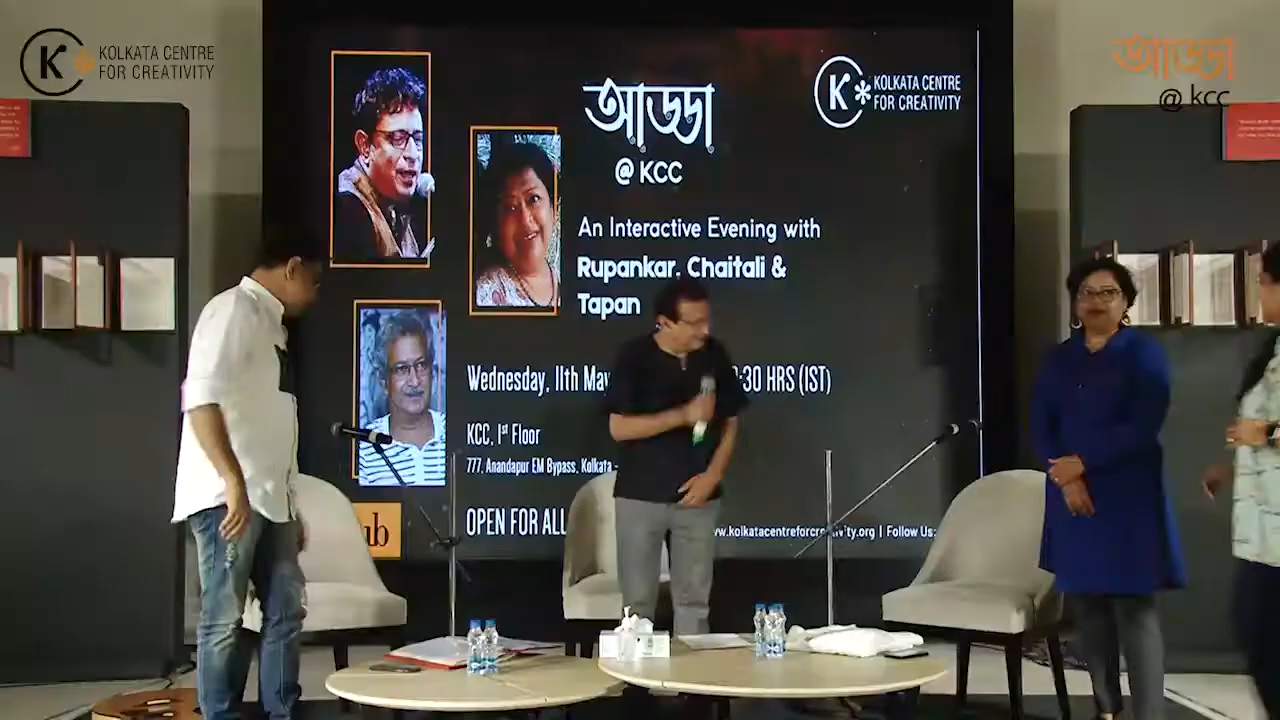 KOLKATA CENTRE
FOR CREATIVITY
আড্ডা
@ kcc
আড্ডা
@ KCC
KOLKATA CENTRE
FOR CREATIVITY
An Interactive Evening with
Rupankar, Chaitali &
Tapan
Wednesday, 11th May :30 HRS (IST)
KCC, 1st Floor
777, Anandapur EM Bypass, Kolkata -
OPEN FOR ALL
www.kolkatacentreforcreativity.org | Follow Us:
ub